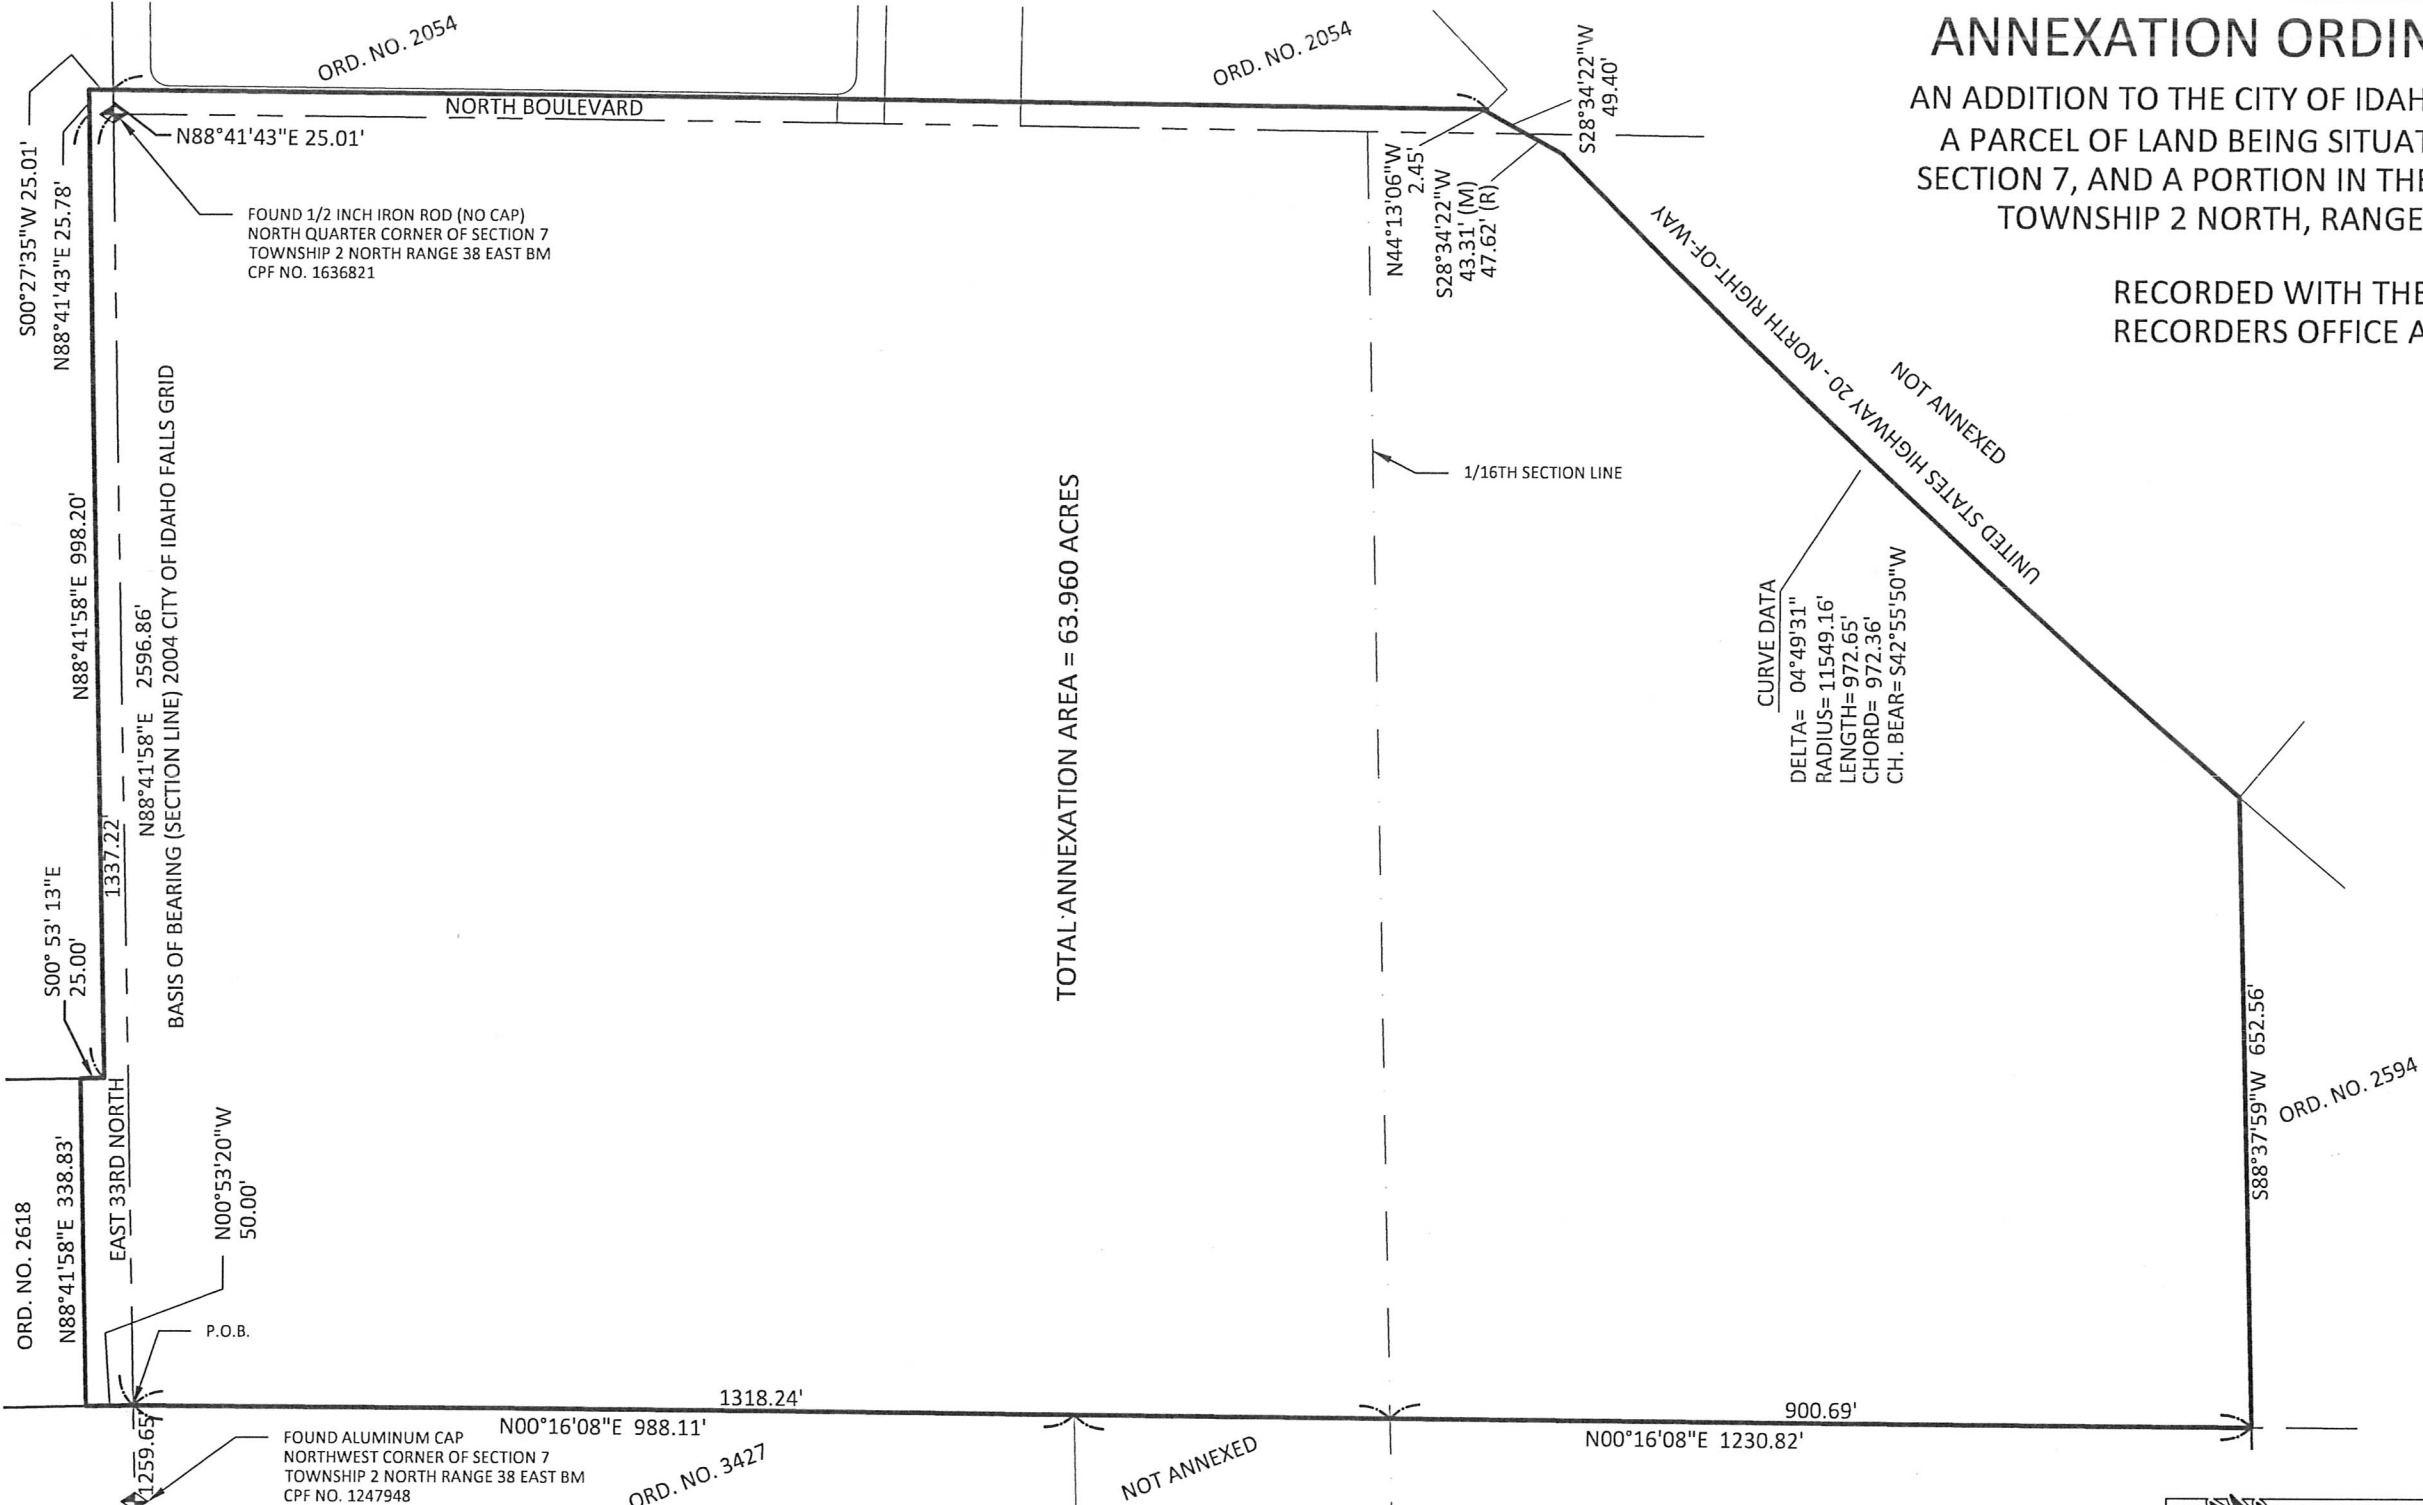 ANNEXATION ORDIN
AN ADDITION TO THE CITY OF IDAH
A PARCEL OF LAND BEING SITUAT
SECTION 7, AND A PORTION IN THE
TOWNSHIP 2 NORTH, RANGE
RECORDED WITH THE
RECORDERS OFFICE A
ORD. NO. 2054
ORD. NO. 2054
NORTH BOULEVARD
N88°41'43"E 25.01'
S00°27'35"W 25.01'
N88°41'43"E 25.78'
FOUND 1/2 INCH IRON ROD (NO CAP)
NORTH QUARTER CORNER OF SECTION 7
TOWNSHIP 2 NORTH RANGE 38 EAST BM
CPF NO. 1636821
S28°34'22"W
49.40'
N44°13'06"W
2.45'
S28°34'22"W
43.31' (M)
47.62' (R)
UNITED STATES HIGHWAY 20 - NORTH RIGHT-OF-WAY
NOT ANNEXED
1/16TH SECTION LINE
N88°41'58"E 998.20'
1337.22'
N88°41'58"E 2596.86'
BASIS OF BEARING (SECTION LINE) 2004 CITY OF IDAHO FALLS GRID
TOTAL ANNEXATION AREA = 63.960 ACRES
CURVE DATA
DELTA= 04°49'31"
RADIUS= 11549.16'
LENGTH= 972.65'
CHORD= 972.36'
CH. BEAR= S42°55'50"W
S00° 53' 13"E
25.00'
EAST 33RD NORTH
ORD. NO. 2618
N88°41'58"E 338.83'
N00°53'20"W
50.00'
P.O.B.
S88°37'59"W 652.56'
ORD. NO. 2594
1318.24'
N00°16'08"E 988.11'
900.69'
N00°16'08"E 1230.82'
1259.65'
FOUND ALUMINUM CAP
NORTHWEST CORNER OF SECTION 7
TOWNSHIP 2 NORTH RANGE 38 EAST BM
CPF NO. 1247948
ORD. NO. 3427
NOT ANNEXED